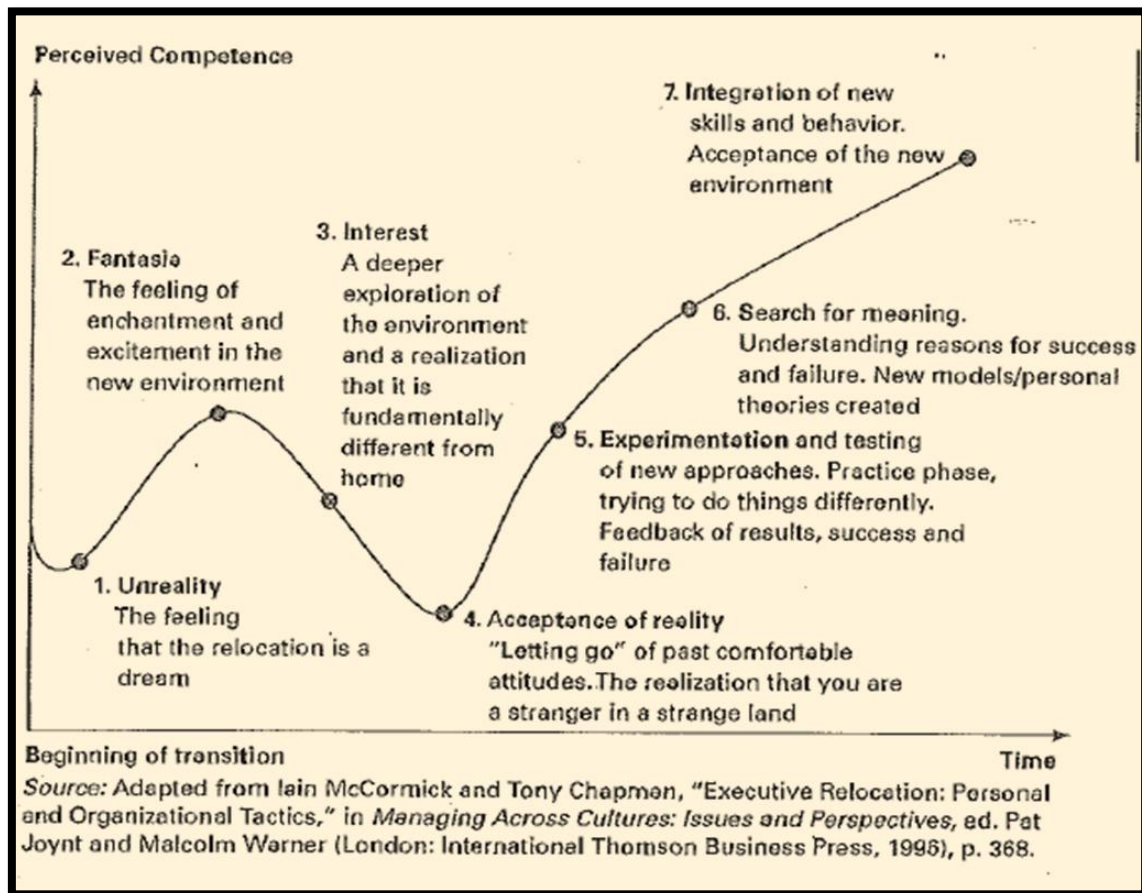 Perceived Competence
7. Integration of new
skills and behavior.
Acceptance of the new
environment
3. Interest
A deeper
exploration of
the environment
and a realization
that it is
fundamentally
different from
home
2. Fantasia
The feeling of
enchantment and
excitement in the
new environment
6. Search for meaning.
Understanding reasons for success
and failure. New models/personal
theories created
5. Experimentation and testing
of new approaches. Practice phase,
trying to do things differently.
Feedback of results, success and
failure
1. Unreality
The feeling
that the relocation is a
dream
4. Acceptance of reality
"Letting go" of past comfortable
attitudes. The realization that you are
a stranger in a strange land
Beginning of transition
Time
Source: Adapted from Iain McCormick and Tony Chapman, "Executive Relocation: Personal
and Organizational Tactics," in Managing Across Cultures: Issues and Perspectives, ed. Pat
Joynt and Malcolm Warner (London: International Thomson Business Press, 1996), p. 368.